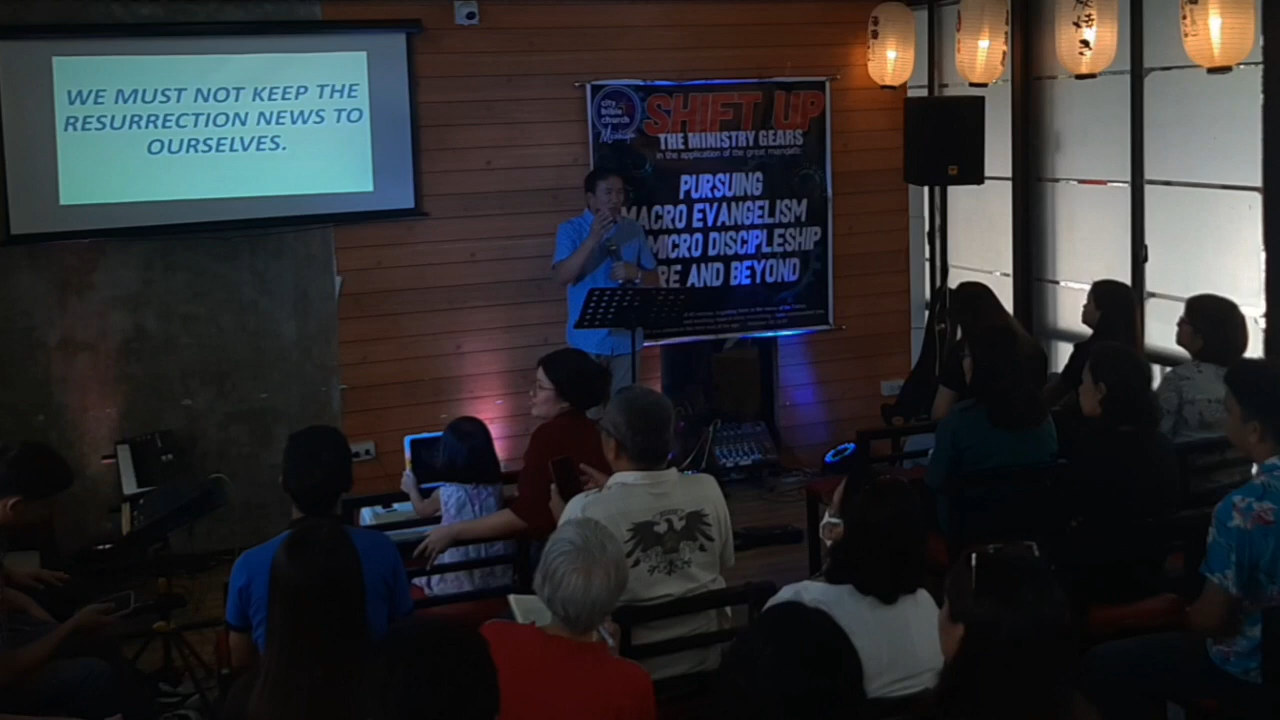 WE MUST NOT KEEP THE
RESURRECTION NEWS TO
OURSELVES.
city
bible
church
SHIFT UP
THE MINISTRY GEARS
in the application of the great mandate:
PURSUING
MACRO EVANGELISM
MICRO DISCIPLESHIP
RE AND BEYOND